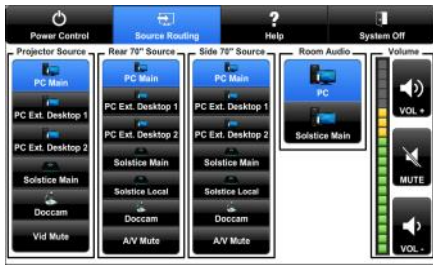 Power Control
Source Routing
?
Help
System Off
Projector Source
Rear 70" Source
Side 70" Source
Room Audio
Volume
PC Main
PC Ext. Desktop 1
PC Ext. Desktop 2
Solstice Main
Doccam
Vid Mute
PC Main
PC Ext. Desktop 1
PC Ext. Desktop 2
Solstice Main
Solstice Local
Doccam
A/V Mute
PC Main
PC Ext. Desktop 1
PC Ext. Desktop 2
Solstice Main
Solstice Local
Doccam
A/V Mute
PC
Solstice Main
VOL +
MUTE
VOL -